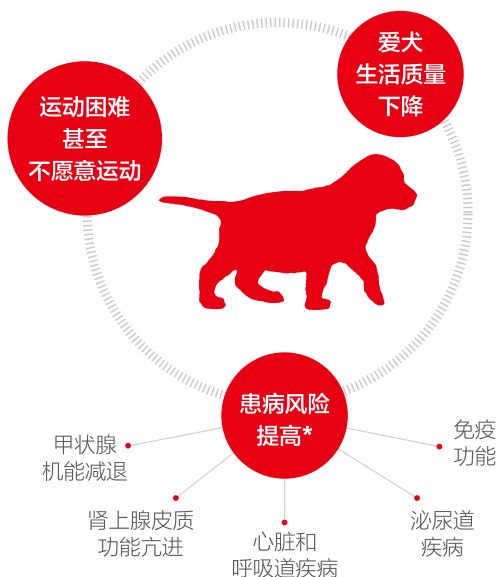 爱犬
生活质量
下降
运动困难
甚至
不愿意运动
患病风险
提高*
甲状腺
机能减退
肾上腺皮质
功能亢进
心脏和
呼吸道疾病
泌尿道
疾病
免疫
功能